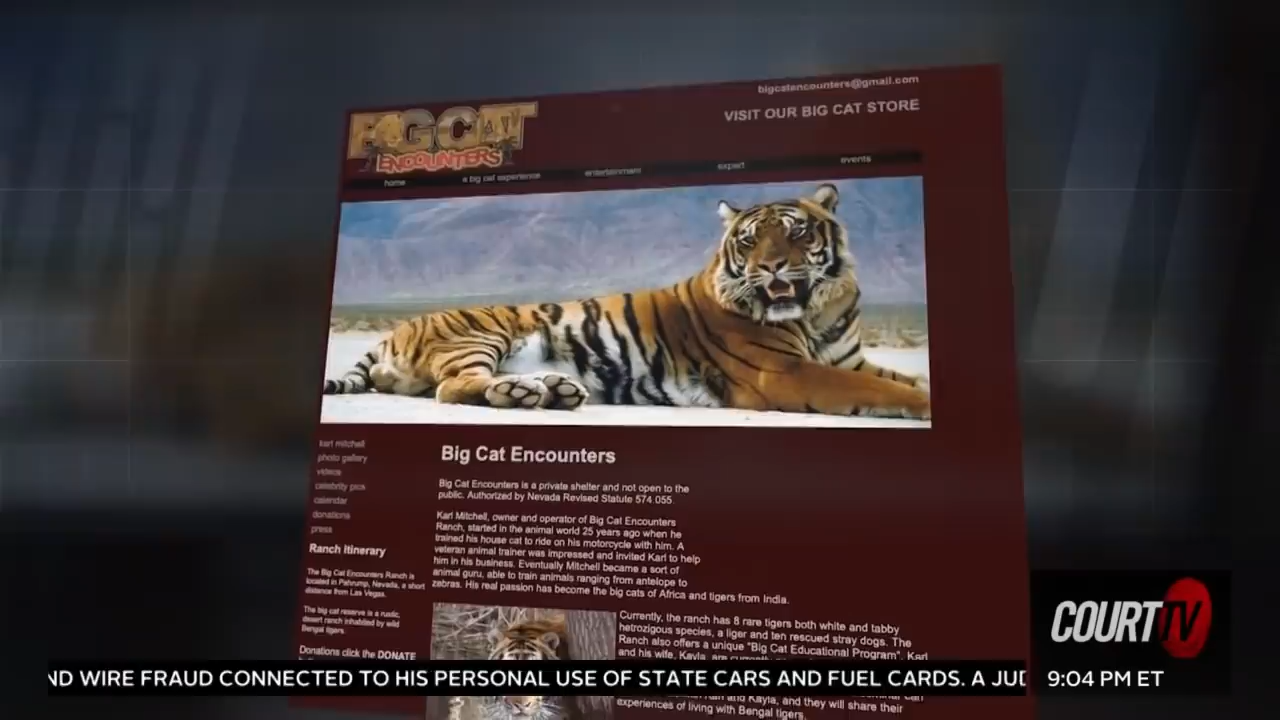 bigcatencounters@gmail.com
VISIT OUR BIG CAT STORE
BIG CAT
ENCOUNTERS
home
a big cat experience
entertainment
expert
events
karl mitchell
photo gallery
videos
celebrity pics
calendar
donations
press
Ranch Itinerary
The Big Cat Encounters Ranch is
located in Pahrump, Nevada, a short
distance from Las Vegas.
The big cat reserve is a rustic,
desert ranch inhabited by wild
Bengal tigers.
Donations click the DONATE
Big Cat Encounters
Big Cat Encounters is a private shelter and not open to the
public. Authorized by Nevada Revised Statute 574 055.
Karl Mitchell, owner and operator of Big Cat Encounters
Ranch, started in the animal world 25 years ago when he
trained his house cat to ride on his motorcycle with him. A
veteran animal trainer was impressed and invited Karl to help
him in his business. Eventually Mitchell became a sort of
animal guru, able to train animals ranging from antelope to
zebras. His real passion has become the big cats of Africa and tigers from India.
Currently, the ranch has 8 rare tigers both white and tabby
hetrozigous species, a liger and ten rescued stray dogs. The
Ranch also offers a unique "Big Cat Educational Program". Karl
and his wife, Kayla, are
and Kayla, and they will share their
experiences of living with Bengal tigers.
COURT TV
ND WIRE FRAUD CONNECTED TO HIS PERSONAL USE OF STATE CARS AND FUEL CARDS. A JUD
9:04 PM ET